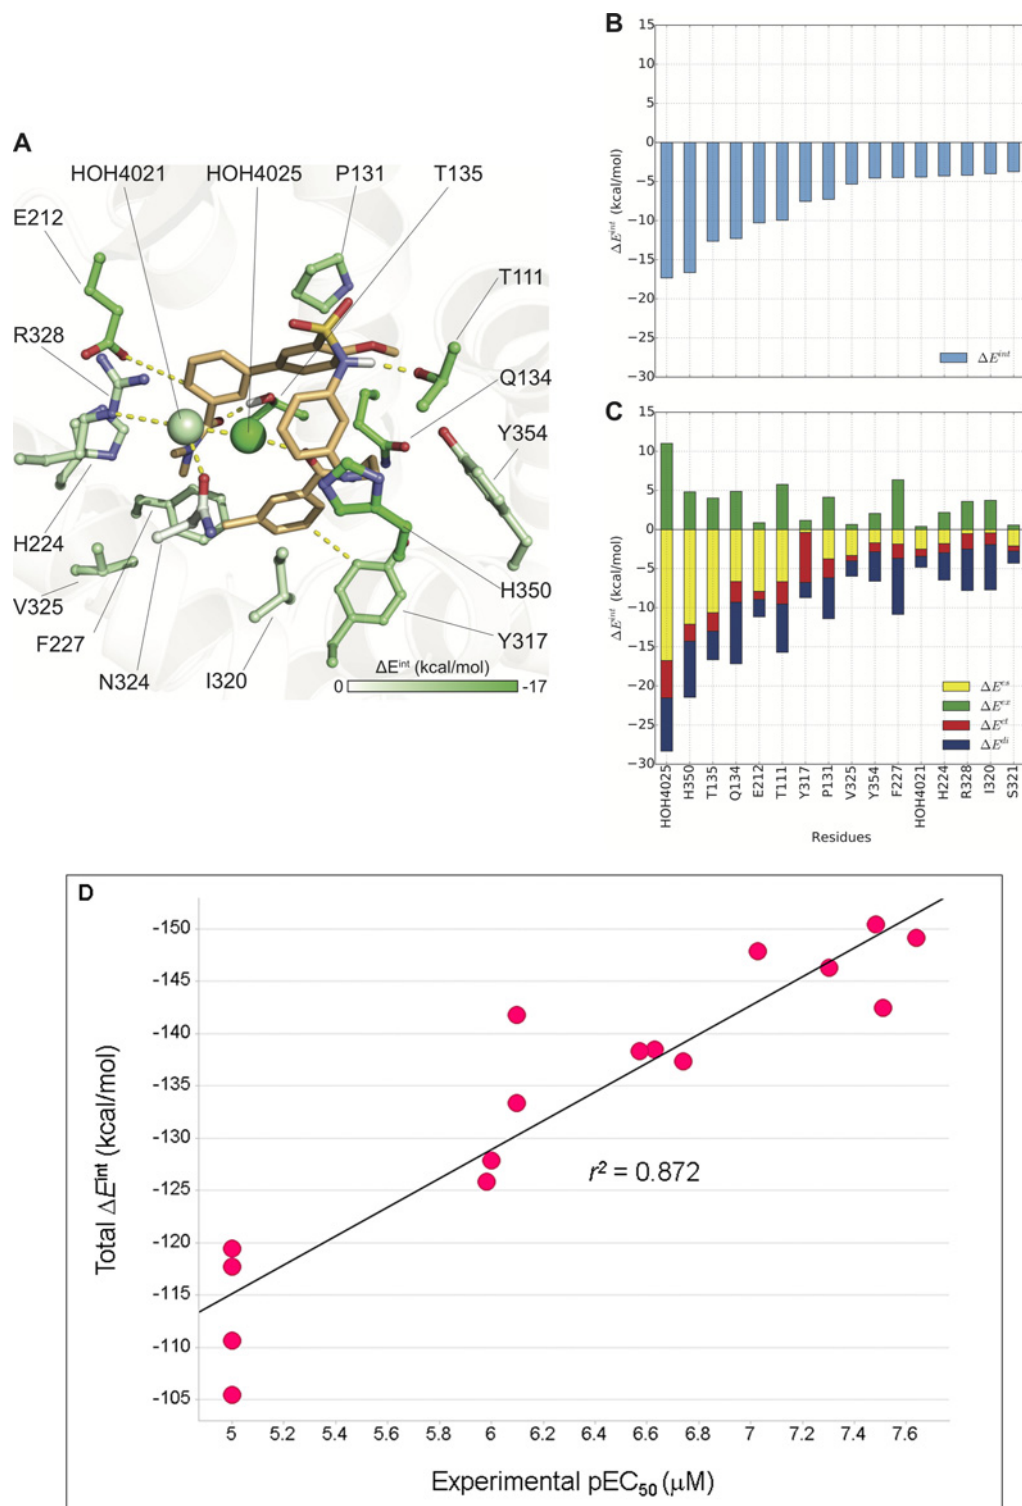 A
HOH4021 HOH4025 P131 T135
E212
T111
R328
Q134
Y354
H224
V325
H350
F227
Y317
N324 I320
ΔE^int (kcal/mol)
0 -17
B
15
10
5
0
−5
−10
−15
−20
−25
−30
ΔE^int (kcal/mol)
ΔE^int
C
15
10
5
0
−5
−10
−15
−20
−25
−30
ΔE^int (kcal/mol)
ΔE^es
ΔE^ex
ΔE^ct
ΔE^di
HOH4025 H350 T135 Q134 E212 T111 Y317 P131 V325 Y354 F227 HOH4021 H224 R328 I320 S321
Residues
D
-150
-145
-140
-135
-130
-125
-120
-115
-110
-105
Total ΔE^int (kcal/mol)
r² = 0.872
5 5.2 5.4 5.6 5.8 6 6.2 6.4 6.6 6.8 7 7.2 7.4 7.6
Experimental pEC₅₀ (μM)